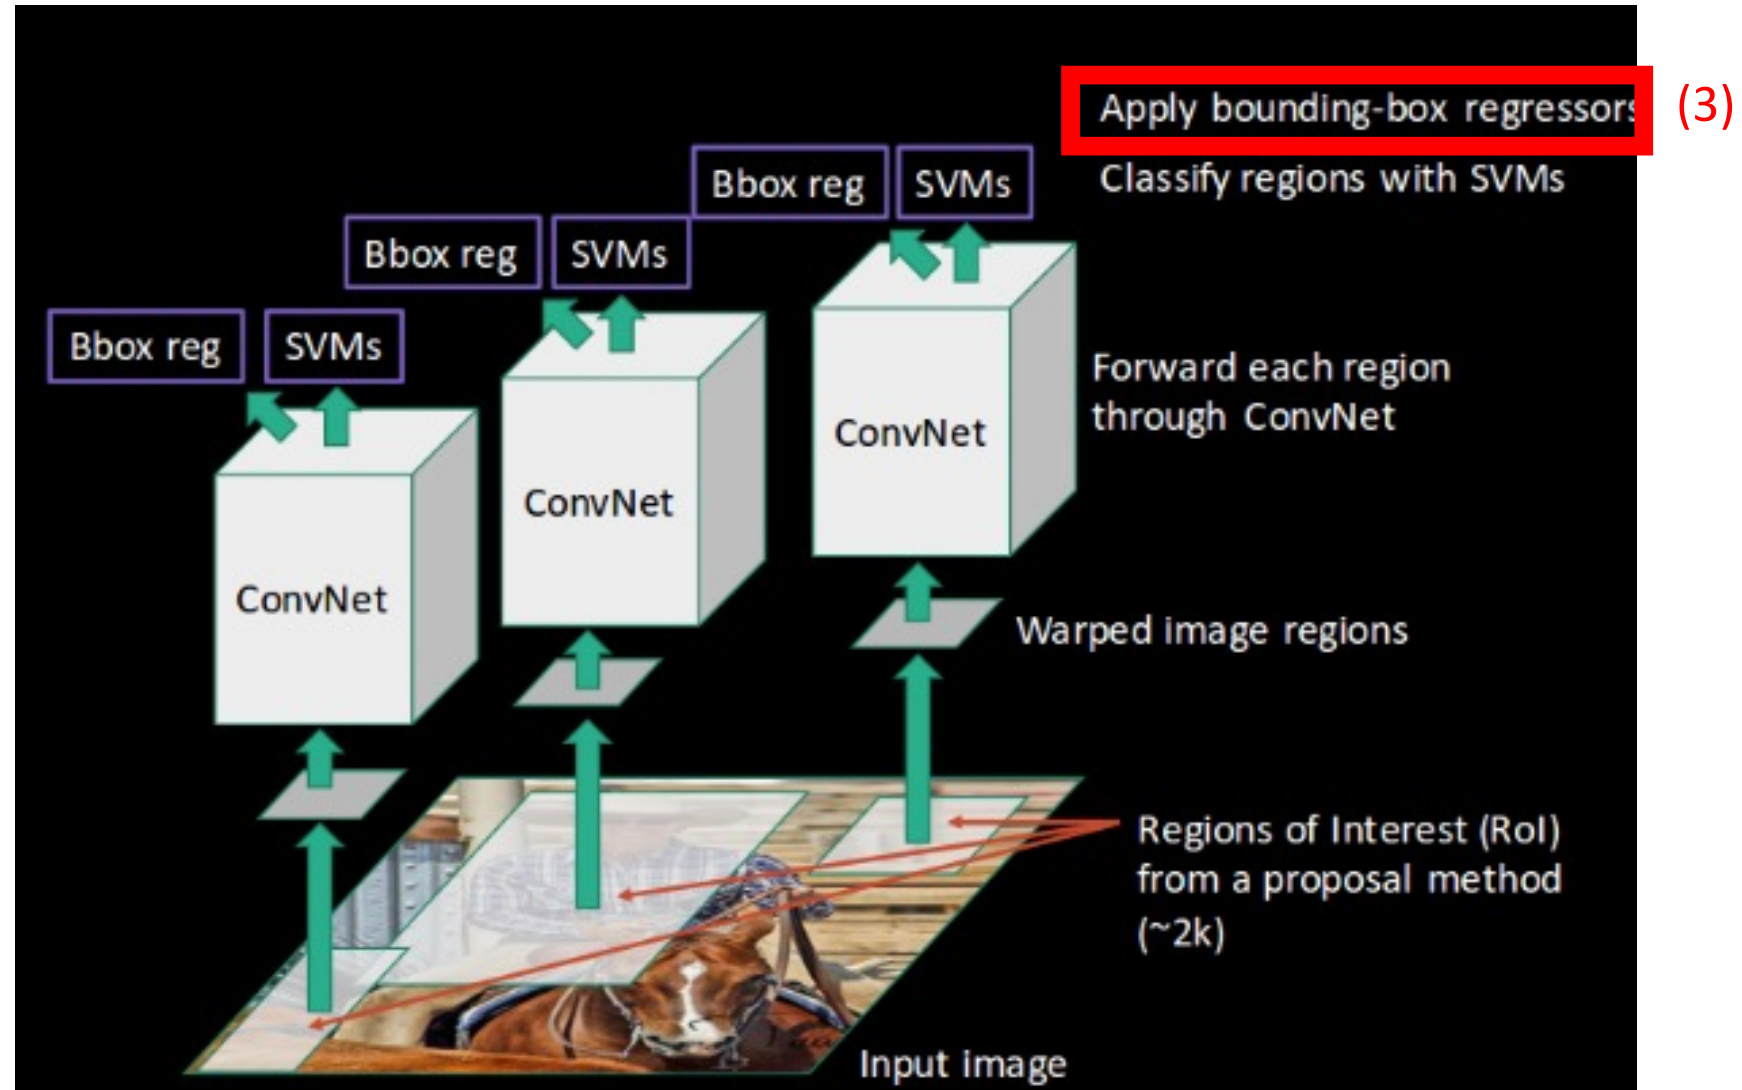 Apply bounding-box regressors
(3)
Bbox reg
SVMs
Classify regions with SVMs
Bbox reg
SVMs
Bbox reg
SVMs
Forward each region
through ConvNet
ConvNet
ConvNet
ConvNet
Warped image regions
Regions of Interest (RoI)
from a proposal method
(~2k)
Input image